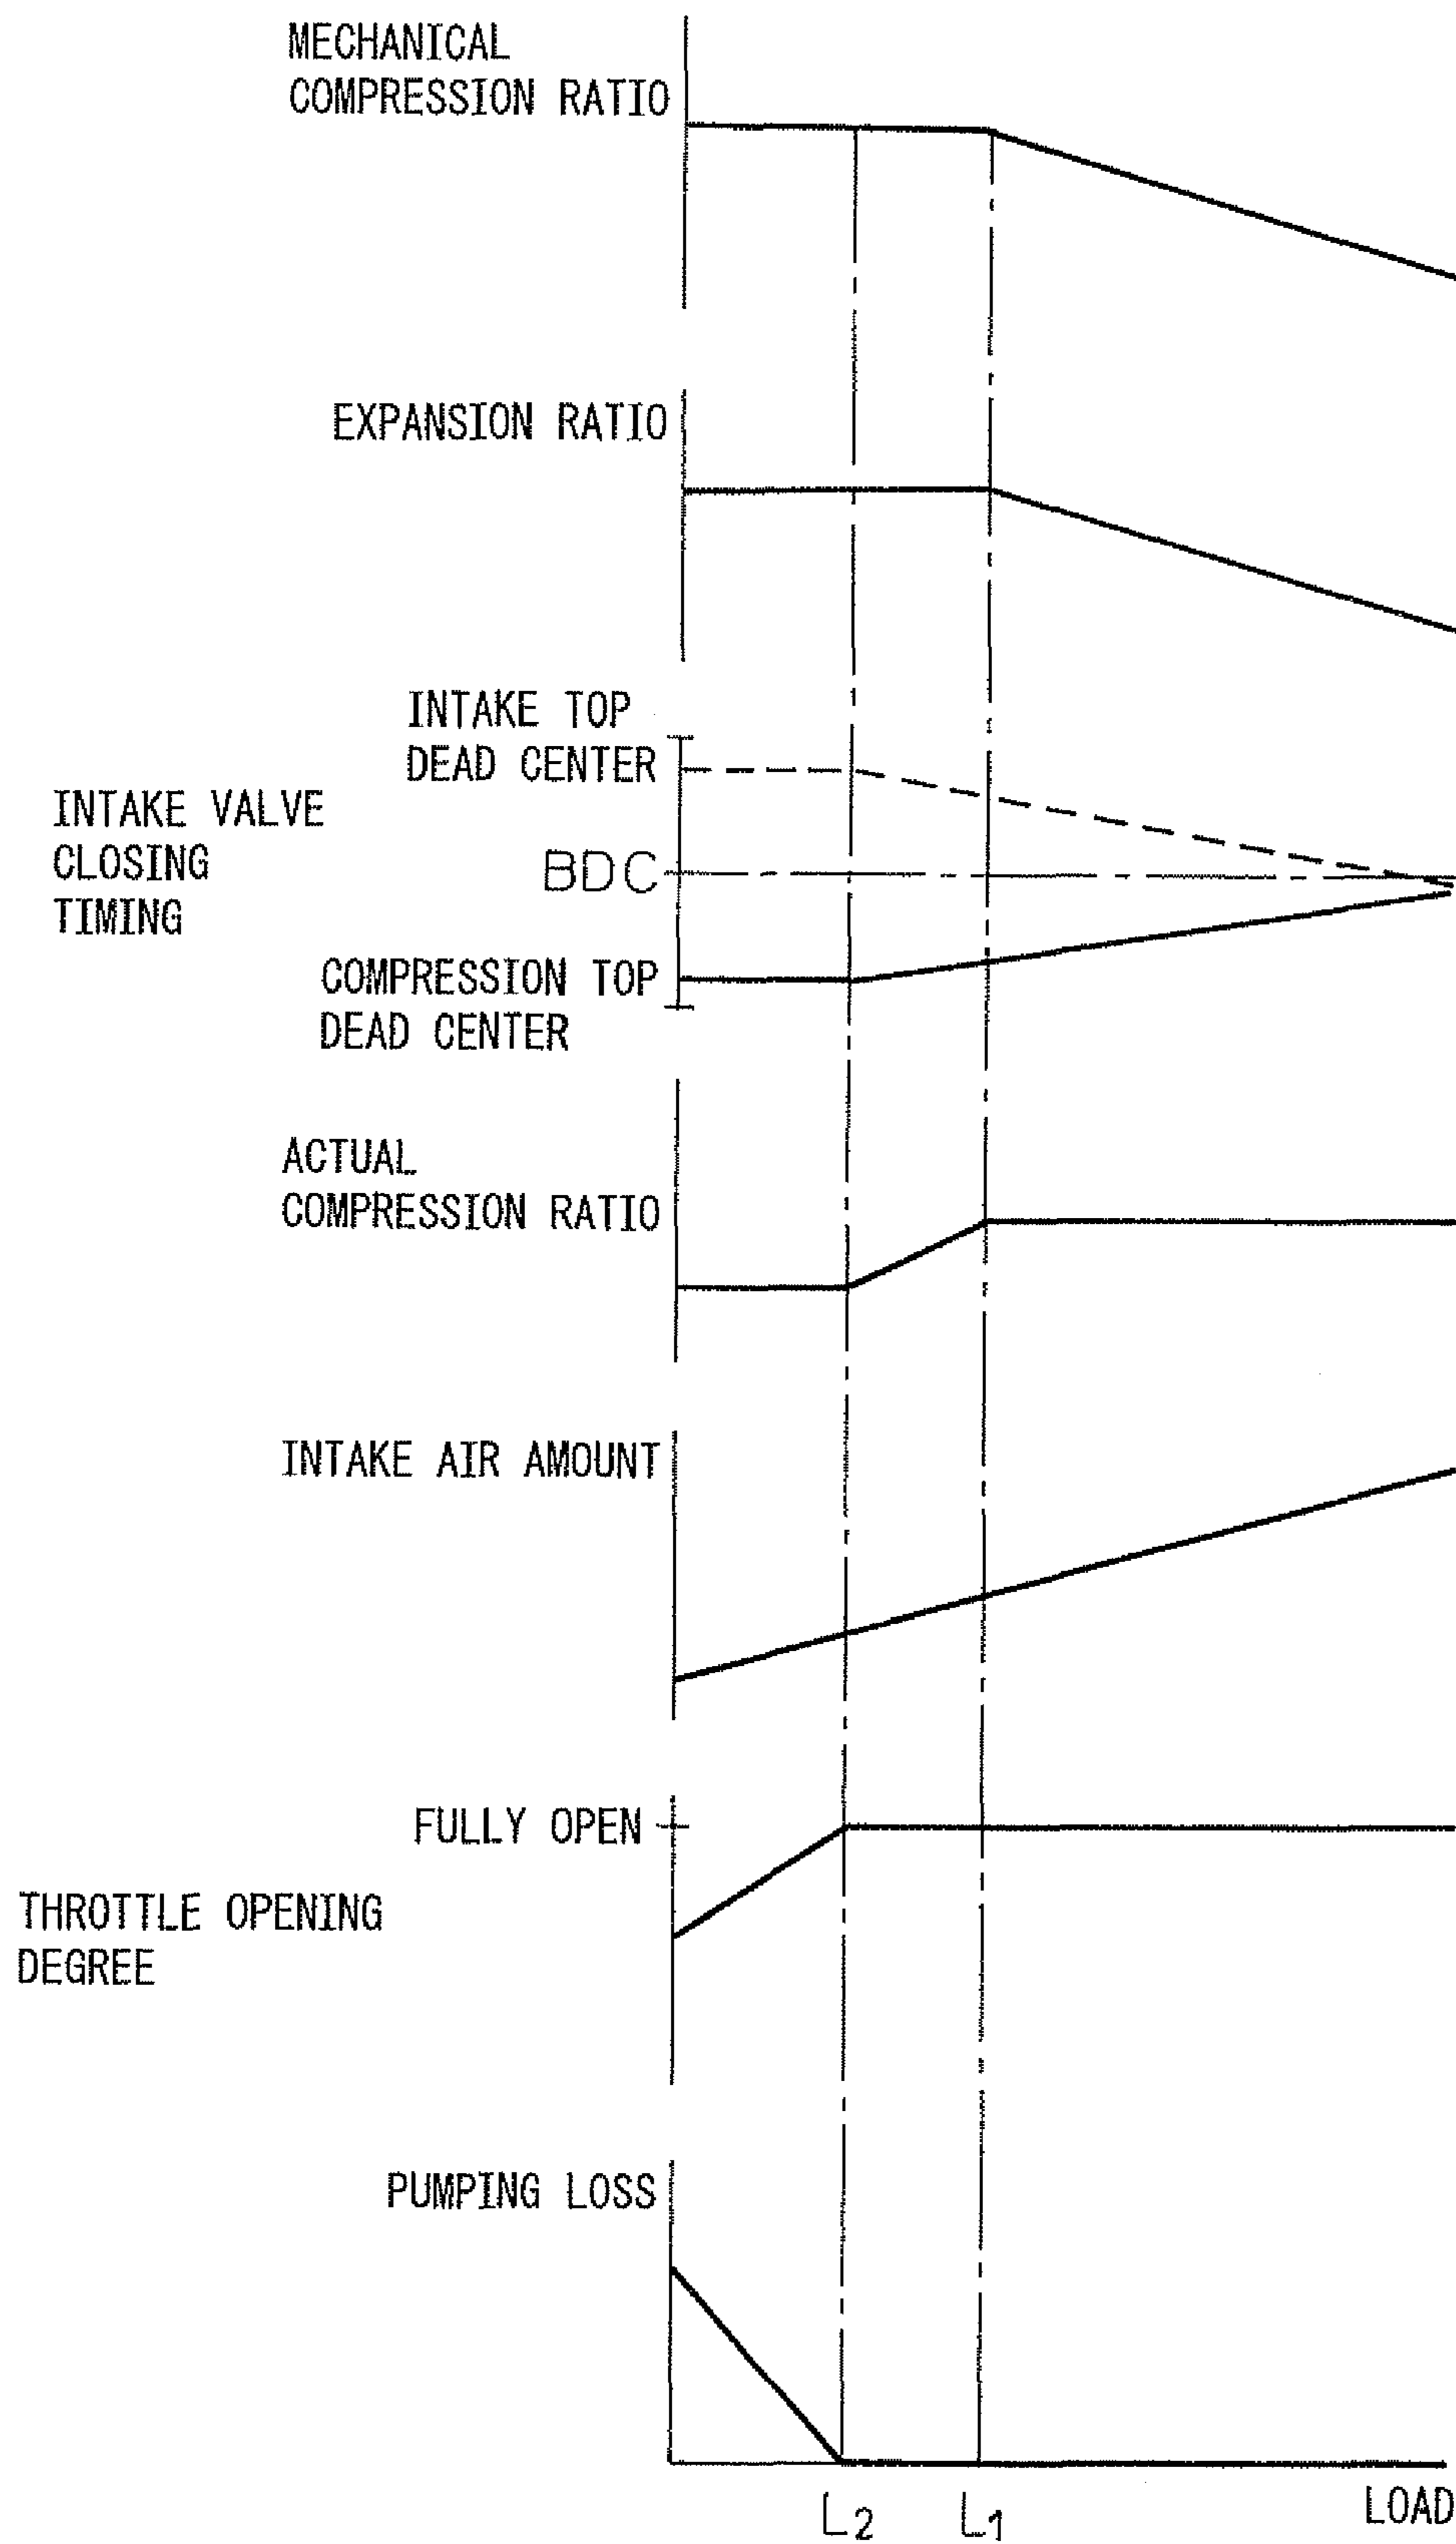 MECHANICAL
COMPRESSION RATIO
EXPANSION RATIO
INTAKE TOP
DEAD CENTER
INTAKE VALVE
CLOSING
TIMING
BDC
COMPRESSION TOP
DEAD CENTER
ACTUAL
COMPRESSION RATIO
INTAKE AIR AMOUNT
FULLY OPEN
THROTTLE OPENING
DEGREE
PUMPING LOSS
L2 L1 LOAD